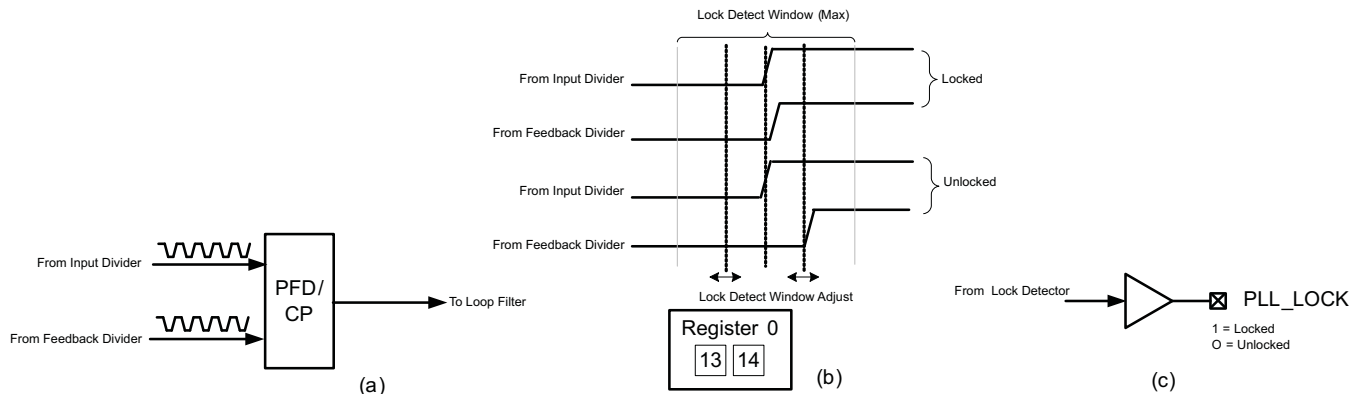 From Input Divider
From Feedback Divider
PFD/
CP
To Loop Filter
(a)
Lock Detect Window (Max)
From Input Divider
Locked
From Feedback Divider
From Input Divider
Unlocked
From Feedback Divider
Lock Detect Window Adjust
Register 0
13 14
(b)
From Lock Detector
PLL_LOCK
1 = Locked
O = Unlocked
(c)